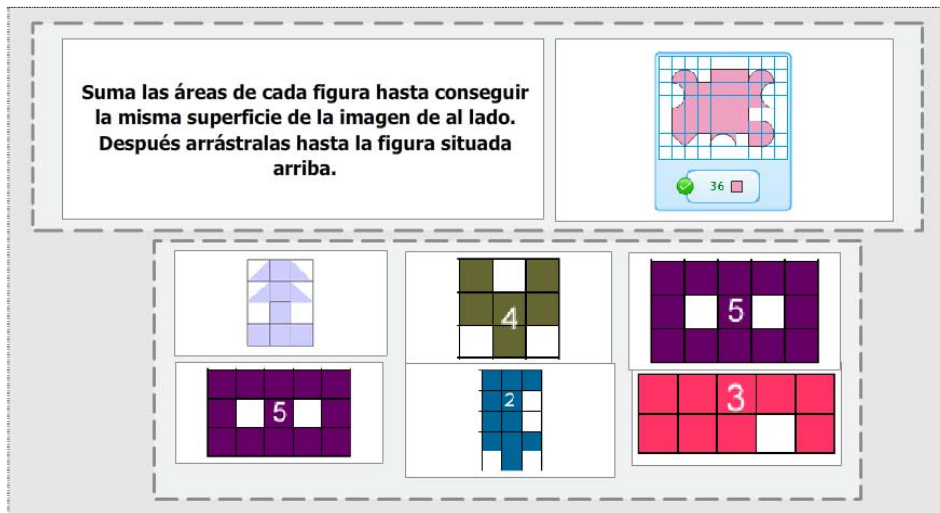 Suma las áreas de cada figura hasta conseguir
la misma superficie de la imagen de al lado.
Después arrástralas hasta la figura situada
arriba.
36
4
5
5
2
3